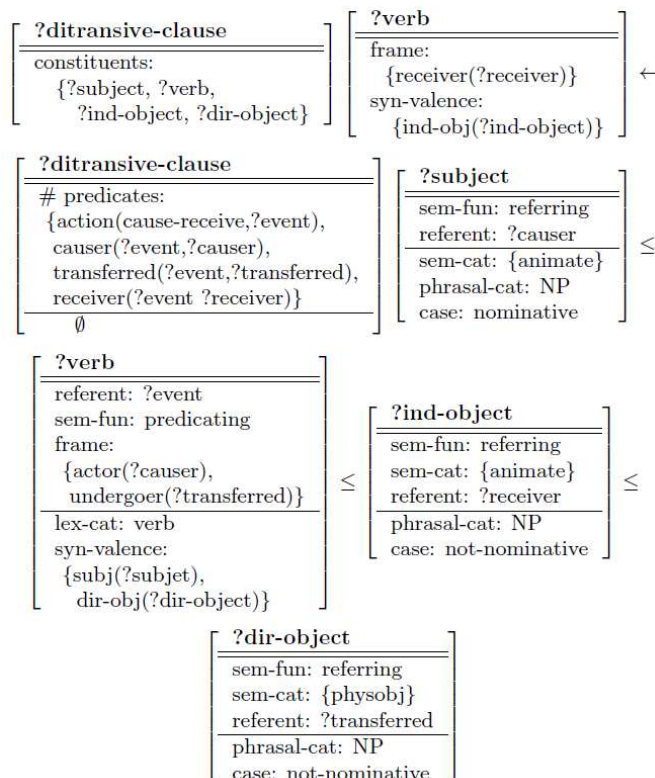 ?ditransive-clause
constituents:
{?subject, ?verb,
?ind-object, ?dir-object}
?verb
frame:
{receiver(?receiver)}
syn-valence:
{ind-obj(?ind-object)}
←
?ditransive-clause
# predicates:
{action(cause-receive,?event),
causer(?event,?causer),
transferred(?event,?transferred),
receiver(?event ?receiver)}
∅
?subject
sem-fun: referring
referent: ?causer
sem-cat: {animate}
phrasal-cat: NP
case: nominative
≤
?verb
referent: ?event
sem-fun: predicating
frame:
{actor(?causer),
undergoer(?transferred)}
lex-cat: verb
syn-valence:
{subj(?subjet),
dir-obj(?dir-object)}
≤
?ind-object
sem-fun: referring
sem-cat: {animate}
referent: ?receiver
phrasal-cat: NP
case: not-nominative
≤
?dir-object
sem-fun: referring
sem-cat: {physobj}
referent: ?transferred
phrasal-cat: NP
case: not-nominative